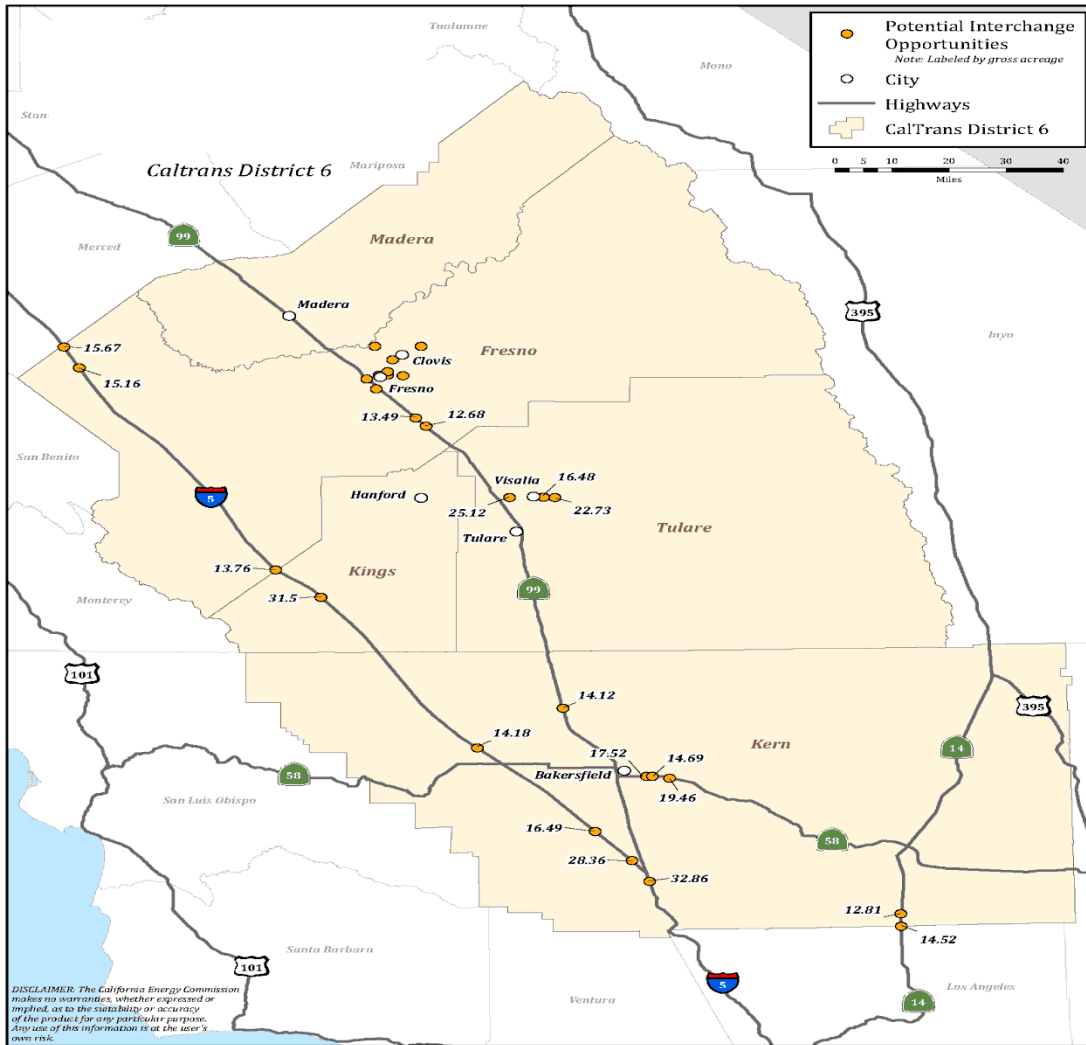 Tuolumne
Potential Interchange
Opportunities
Note: Labeled by gross acreage
City
Highways
CalTrans District 6
0 5 10 20 30 40
Miles
Mono
Stan
Caltrans District 6
Mariposa
99
Madera
Merced
Madera
395
Inyo
15.67
15.16
Clovis
Fresno
Fresno
13.49
12.68
San Benito
5
Hanford
Visalia
16.48
25.12
22.73
Tulare
Tulare
13.76
Kings
31.5
99
Monterey
101
395
14.12
14.18
Kern
14
17.52
14.69
Bakersfield
19.46
58
San Luis Obispo
16.49
58
28.36
32.86
12.81
14.52
Santa Barbara
101
5
Ventura
Los Angeles
14
DISCLAIMER: The California Energy Commission
makes no warranties, whether expressed or
implied, as to the suitability or accuracy
of the product for any particular purpose.
Any use of this information is at the user's
own risk.